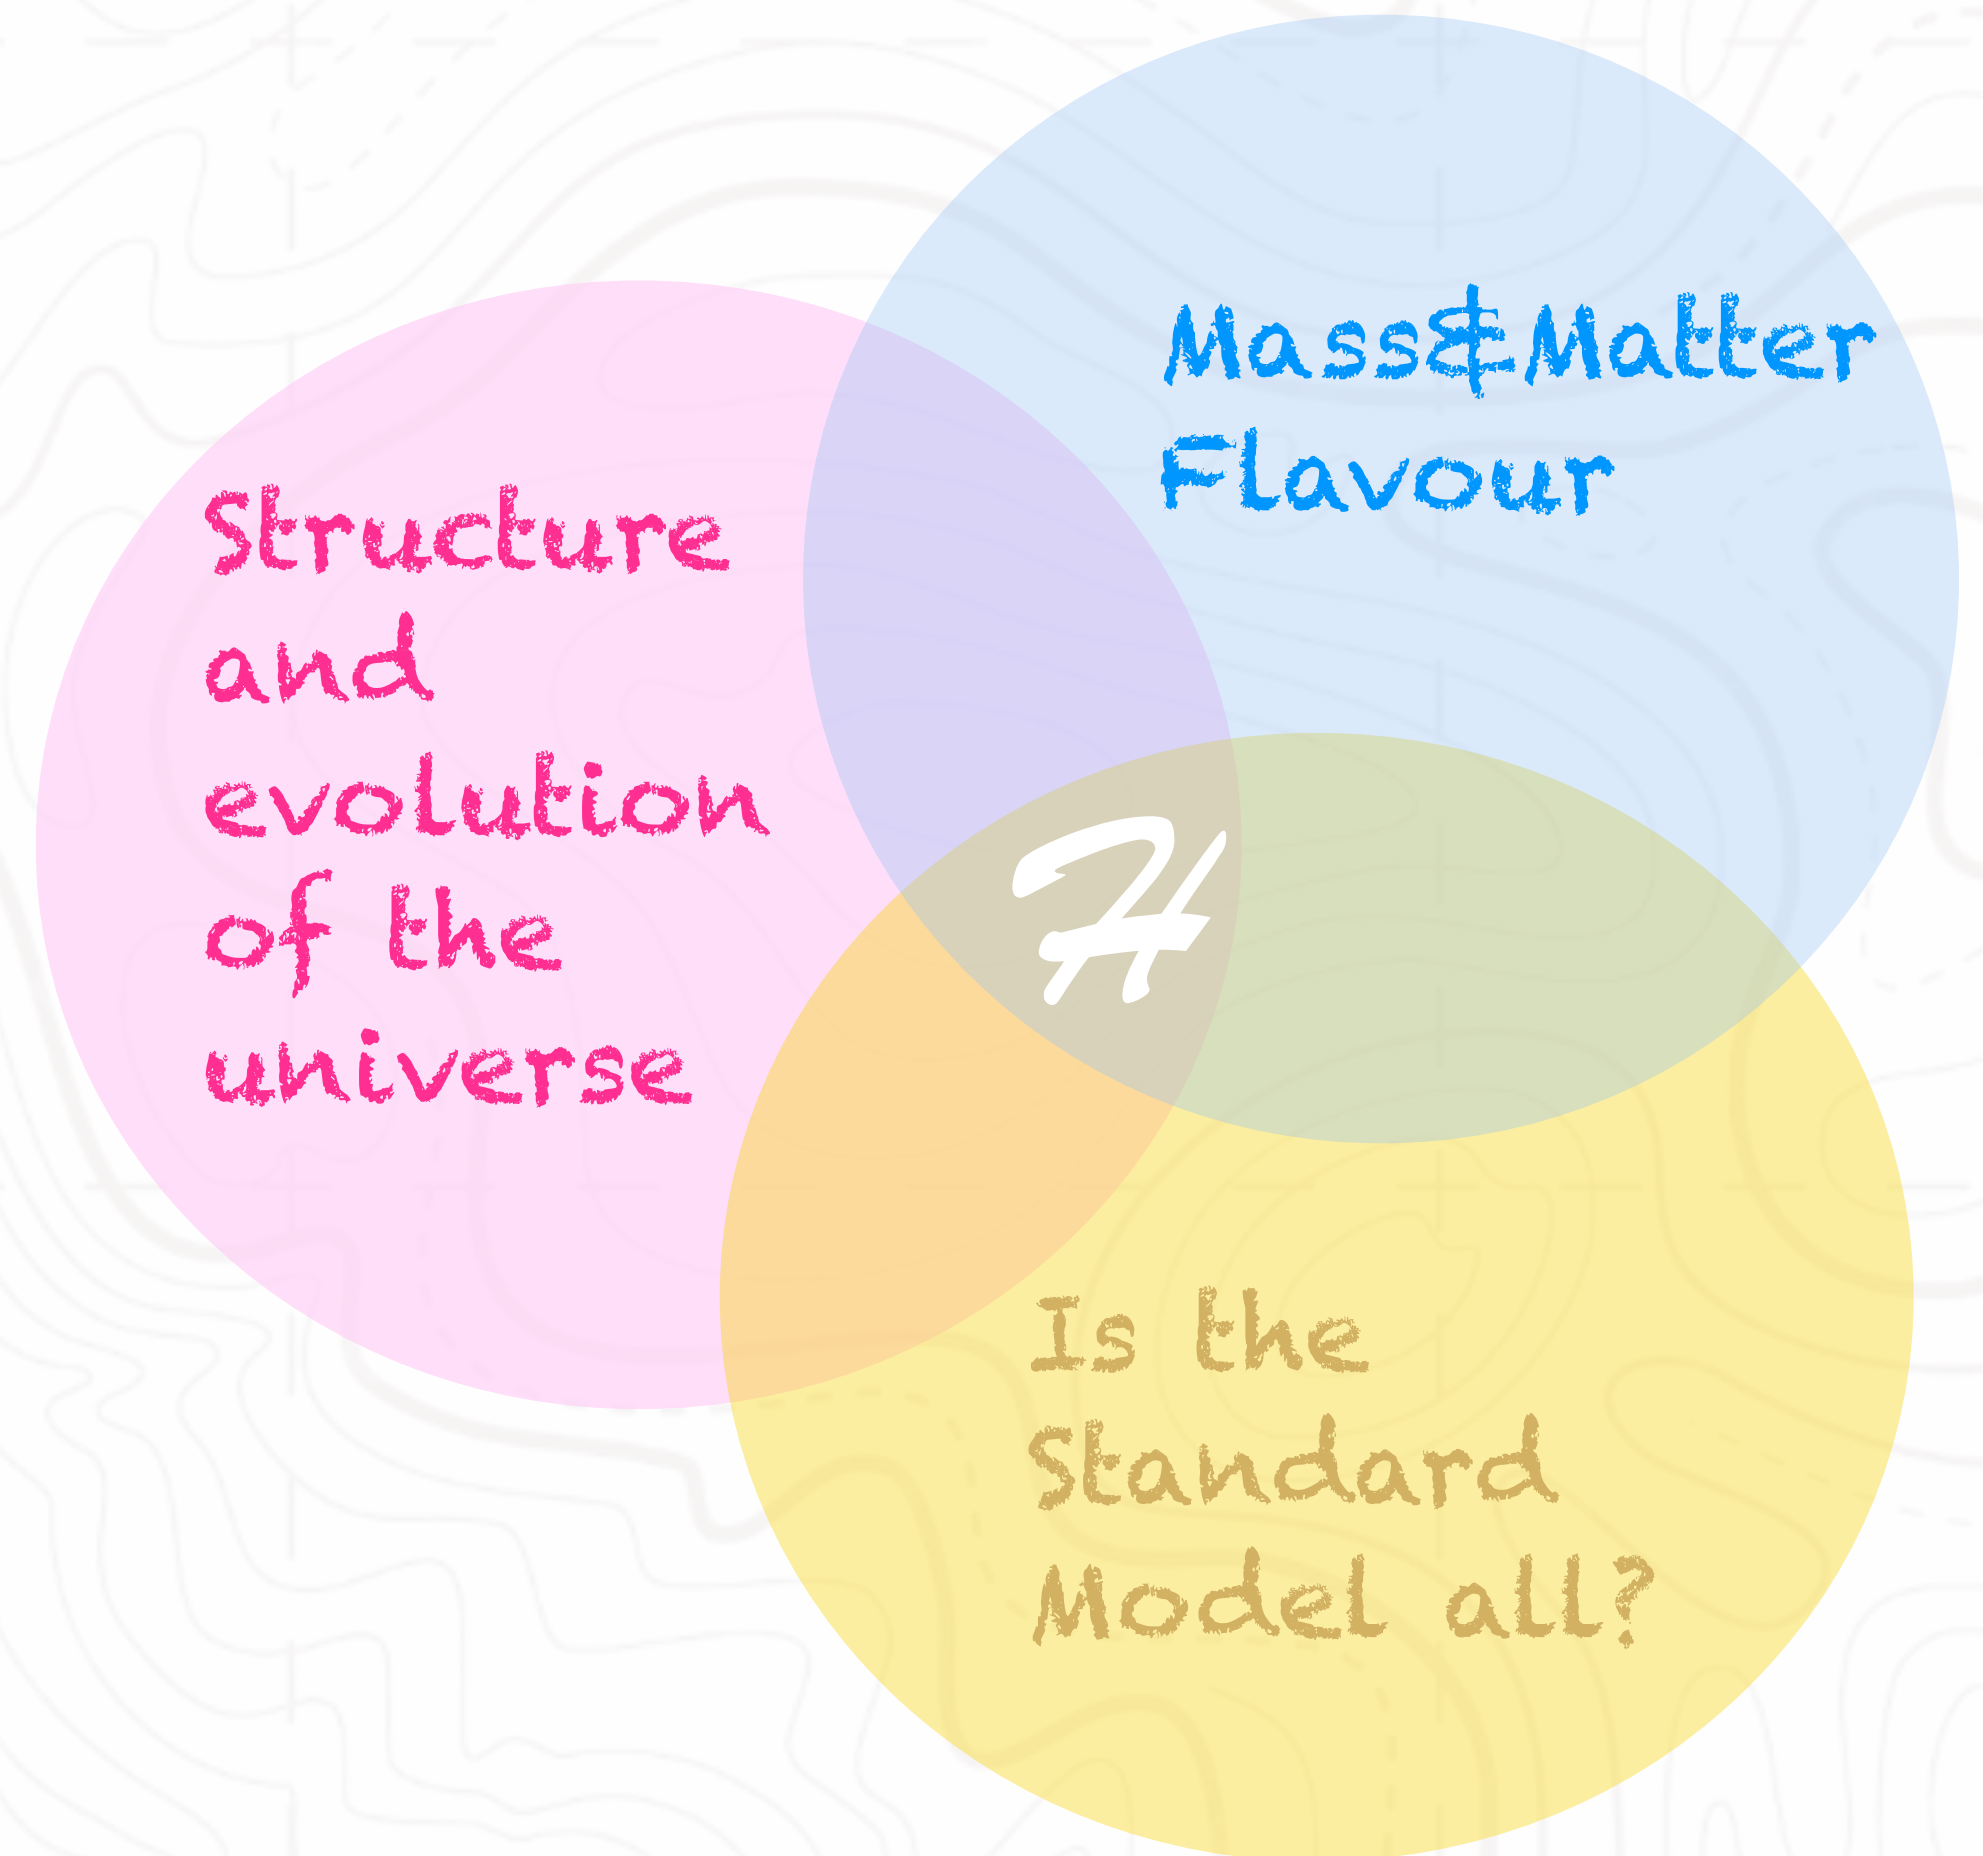 Mass&Matter
Flavour
Structure
and
evolution
of the
universe
H
Is the
Standard
Model all?